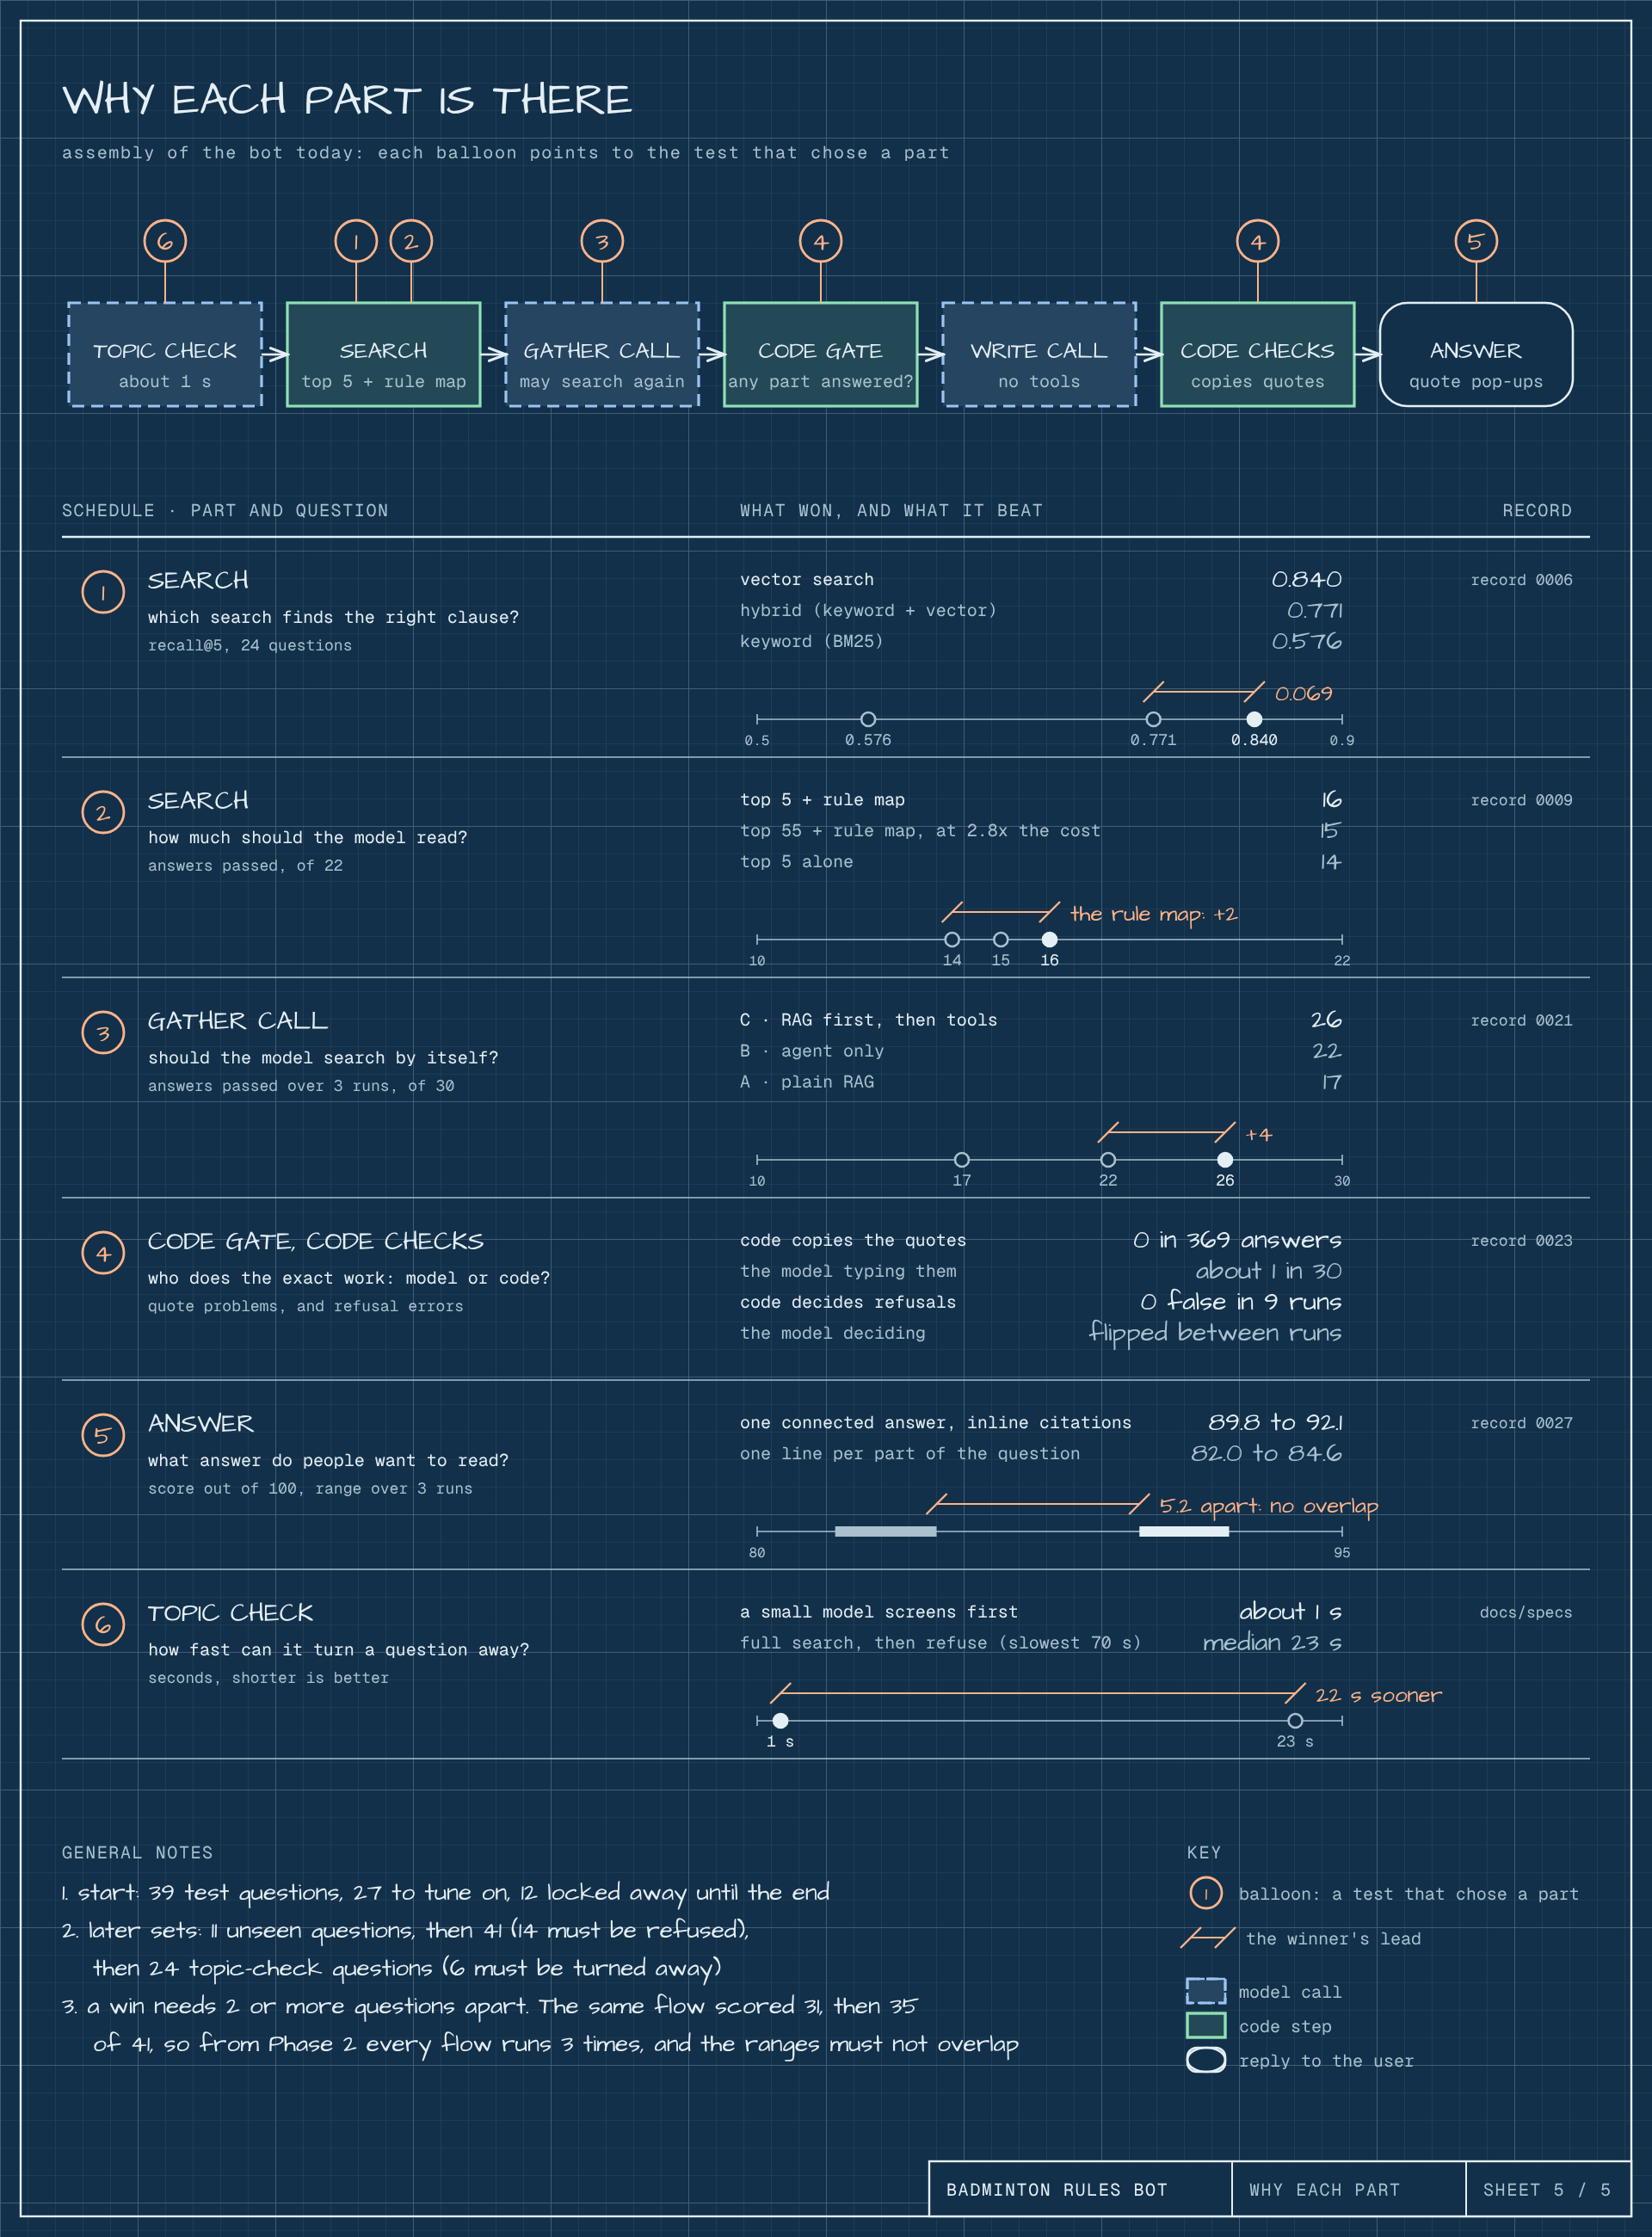 WHY EACH PART IS THERE
assembly of the bot today: each balloon points to the test that chose a part
6 1 2 3 4 4 5
TOPIC CHECK
about 1 s
SEARCH
top 5 + rule map
GATHER CALL
may search again
CODE GATE
any part answered?
WRITE CALL
no tools
CODE CHECKS
copies quotes
ANSWER
quote pop-ups
SCHEDULE · PART AND QUESTION WHAT WON, AND WHAT IT BEAT RECORD
1 SEARCH
which search finds the right clause?
recall@5, 24 questions
vector search 0.840 record 0006
hybrid (keyword + vector) 0.771
keyword (BM25) 0.576
0.069
0.5 0.576 0.771 0.840 0.9
2 SEARCH
how much should the model read?
answers passed, of 22
top 5 + rule map 16 record 0009
top 55 + rule map, at 2.8x the cost 15
top 5 alone 14
the rule map: +2
10 14 15 16 22
3 GATHER CALL
should the model search by itself?
answers passed over 3 runs, of 30
C · RAG first, then tools 26 record 0021
B · agent only 22
A · plain RAG 17
+4
10 17 22 26 30
4 CODE GATE, CODE CHECKS
who does the exact work: model or code?
quote problems, and refusal errors
code copies the quotes 0 in 369 answers record 0023
the model typing them about 1 in 30
code decides refusals 0 false in 9 runs
the model deciding flipped between runs
5 ANSWER
what answer do people want to read?
score out of 100, range over 3 runs
one connected answer, inline citations 89.8 to 92.1 record 0027
one line per part of the question 82.0 to 84.6
5.2 apart: no overlap
80 95
6 TOPIC CHECK
how fast can it turn a question away?
seconds, shorter is better
a small model screens first about 1 s docs/specs
full search, then refuse (slowest 70 s) median 23 s
22 s sooner
1 s 23 s
GENERAL NOTES
1. start: 39 test questions, 27 to tune on, 12 locked away until the end
2. later sets: 11 unseen questions, then 41 (14 must be refused),
then 24 topic-check questions (6 must be turned away)
3. a win needs 2 or more questions apart. The same flow scored 31, then 35
of 41, so from Phase 2 every flow runs 3 times, and the ranges must not overlap
KEY
1 balloon: a test that chose a part
the winner's lead
model call
code step
reply to the user
BADMINTON RULES BOT WHY EACH PART SHEET 5 / 5